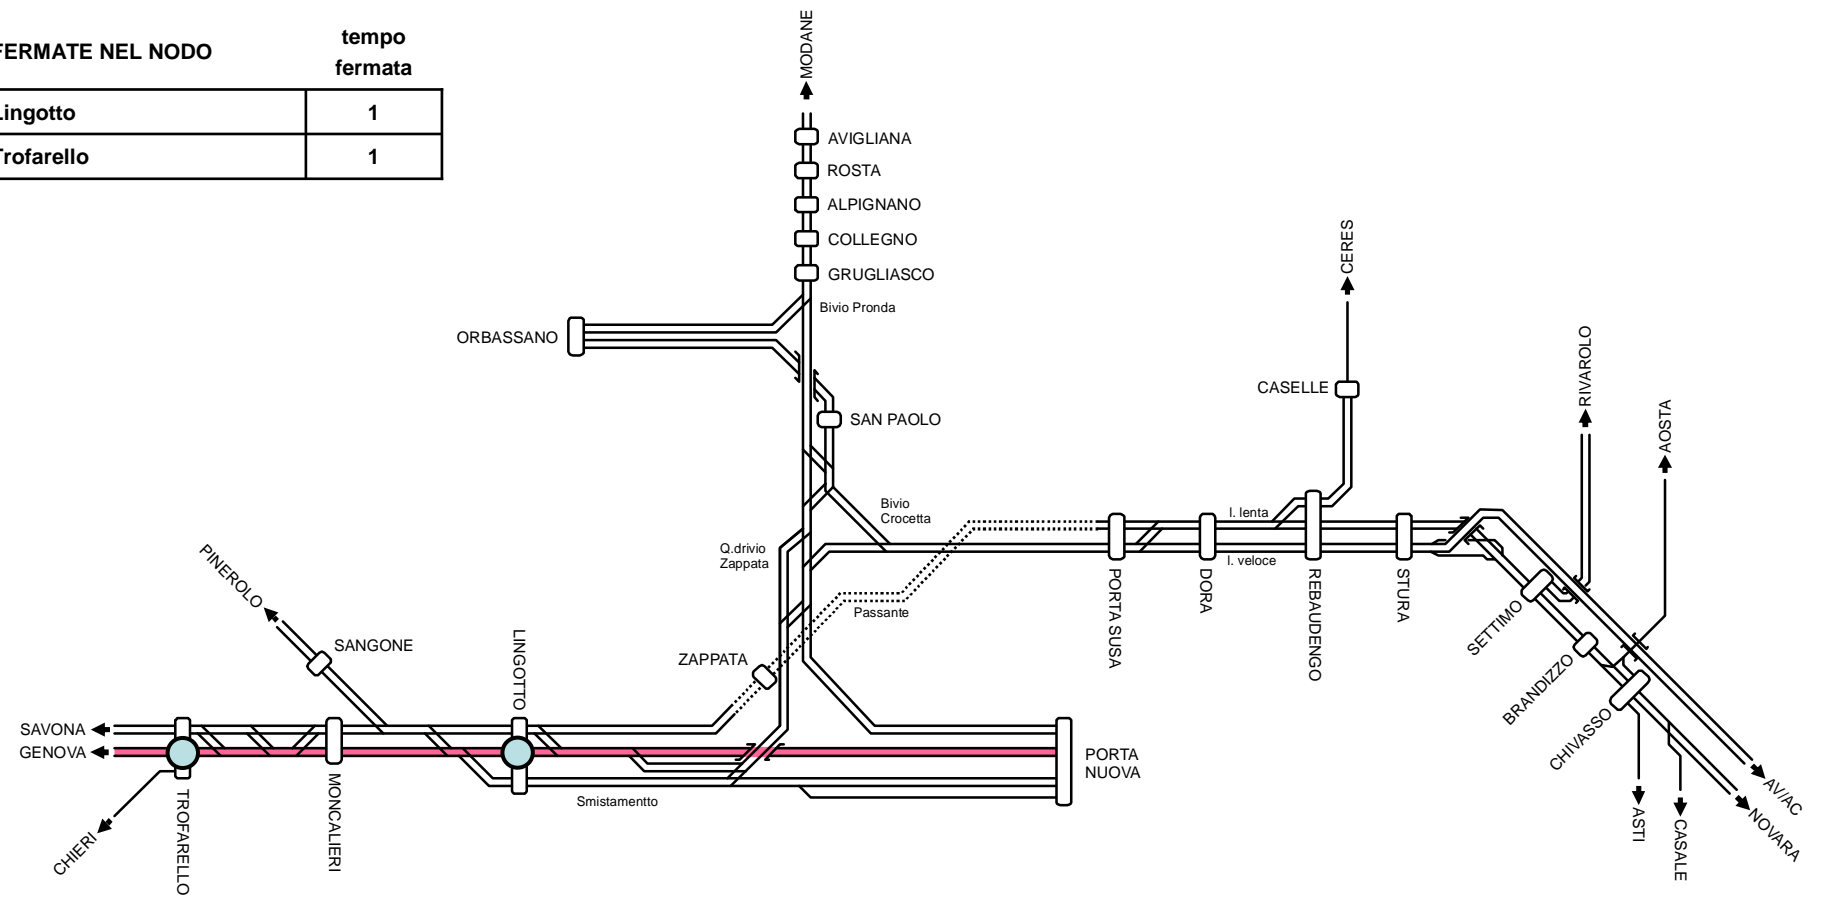 FERMATE NEL NODO
tempo
fermata
Lingotto
1
Trofarello
1
MODANE
AVIGLIANA
ROSTA
ALPIGNANO
COLLEGNO
GRUGLIASCO
Bivio Pronda
ORBASSANO
SAN PAOLO
CERES
CASELLE
RIVAROLO
AOSTA
Bivio
Crocetta
l. lenta
l. veloce
Q.drivio
Zappata
Passante
PORTA SUSA
DORA
REBAUDENGO
STURA
SETTIMO
BRANDIZZO
CHIVASSO
PINEROLO
SANGONE
LINGOTTO
ZAPPATA
SAVONA
GENOVA
CHIERI
TROFARELLO
MONCALIERI
Smistamentto
PORTA
NUOVA
ASTI
CASALE
NOVARA
AV/AC